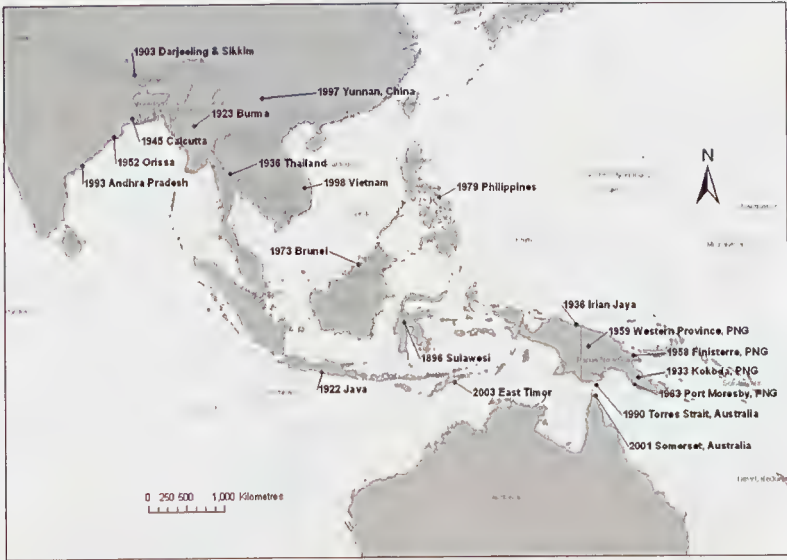 1903 Darjeeling & Sikkim
1997 Yunnan, China
1923 Burma
1945 Calcutta
1952 Orissa
1936 Thailand
1993 Andhra Pradesh
1998 Vietnam
1979 Philippines
N
1973 Brunei
1936 Irian Jaya
1959 Western Province, PNG
1958 Finisterre, PNG
1896 Sulawesi
1933 Kokoda, PNG
1922 Java
2003 East Timor
1963 Port Moresby, PNG
1990 Torres Strait, Australia
2001 Somerset, Australia
0 250 500 1,000 Kilometres